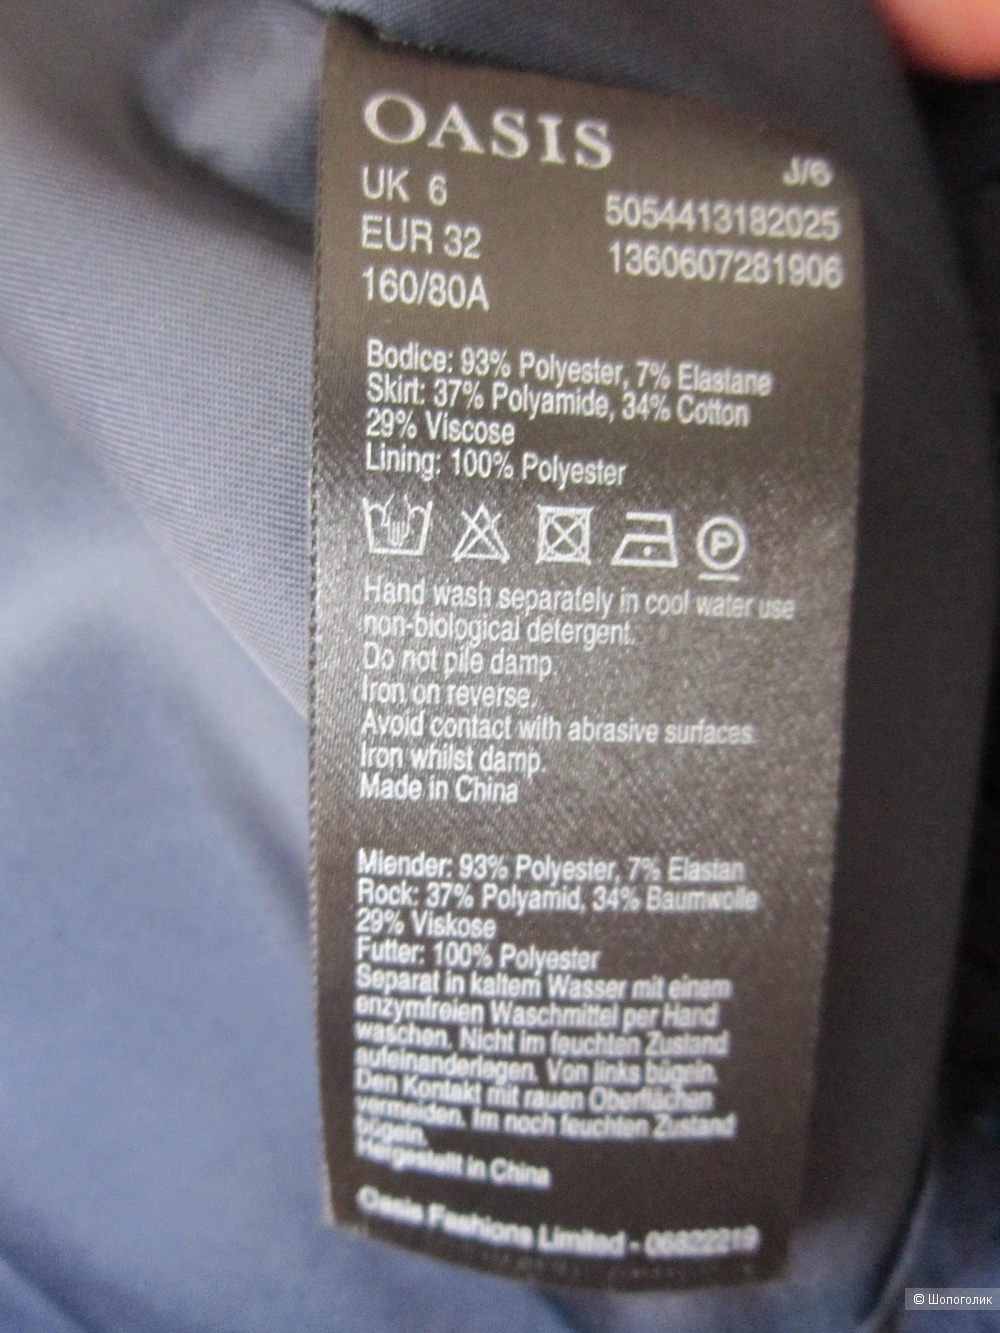 OASIS
J/6
UK 6
5054413182025
EUR 32
1360607281906
160/80A
Bodice: 93% Polyester, 7% Elastane
Skirt: 37% Polyamide, 34% Cotton
29% Viscose
Lining: 100% Polyester
P
Hand wash separately in cool water use
non-biological detergent.
Do not pile damp.
Iron on reverse.
Avoid contact with abrasive surfaces.
Iron whilst damp.
Made in China
Miender: 93% Polyester, 7% Elastan
Rock: 37% Polyamid, 34% Baumwolle
29% Viskose
Futter: 100% Polyester
Separat in kaltem Wasser mit einem
enzymfreien Waschmittel per Hand
waschen. Nicht im feuchten Zustand
aufeinanderlegen. Von links bügeln.
Den Kontakt mit rauen Oberflächen
vermeiden. Im noch feuchten Zustand
bügeln.
Hergestellt in China
Oasis Fashions Limited - 06822219
© Шопоголик